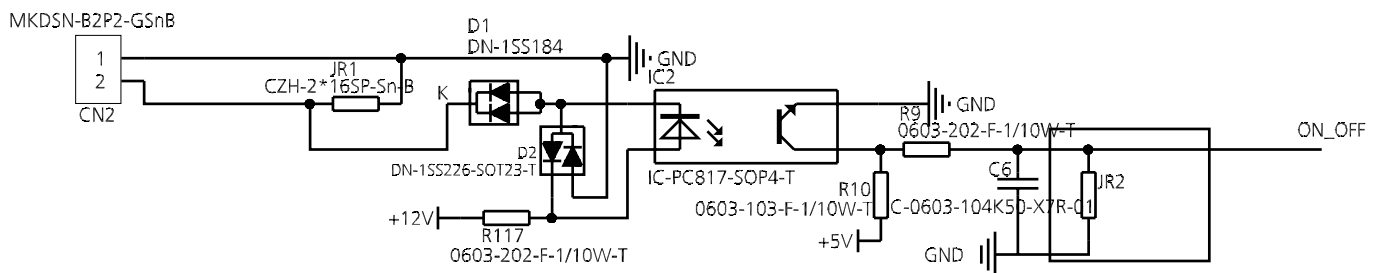 MKDSN-B2P2-GSnB
1
2
CN2
JR1
CZH-2*16SP-Sn-B
D1
DN-1SS184
K
GND
IC2
D2
DN-1SS226-SOT23-T
IC-PC817-SOP4-T
+12V
R117
0603-202-F-1/10W-T
GND
R9
0603-202-F-1/10W-T
R10
0603-103-F-1/10W-T
+5V
C6
C-0603-104K50-X7R-01
JR2
GND
ON_OFF